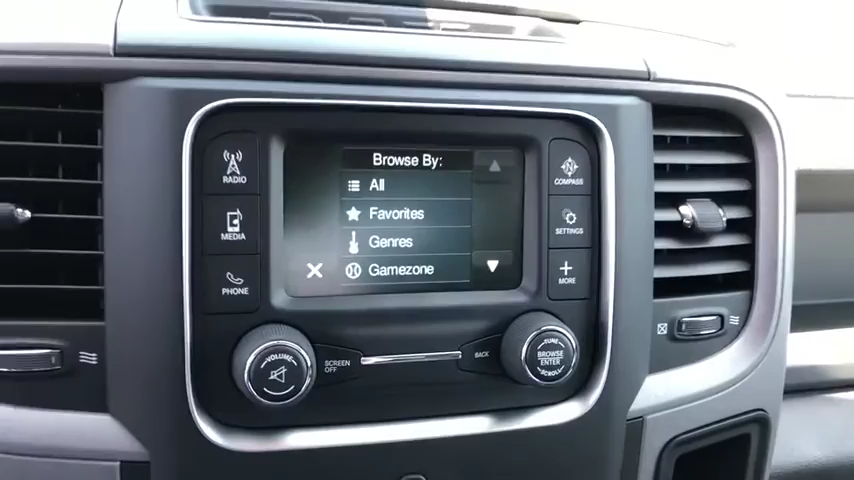 Browse By:
All
Favorites
Genres
Gamezone
RADIO
MEDIA
PHONE
N
COMPASS
SETTINGS
MORE
VOLUME
SCREEN
OFF
BACK
TUNE
BROWSE
ENTER
SCROLL